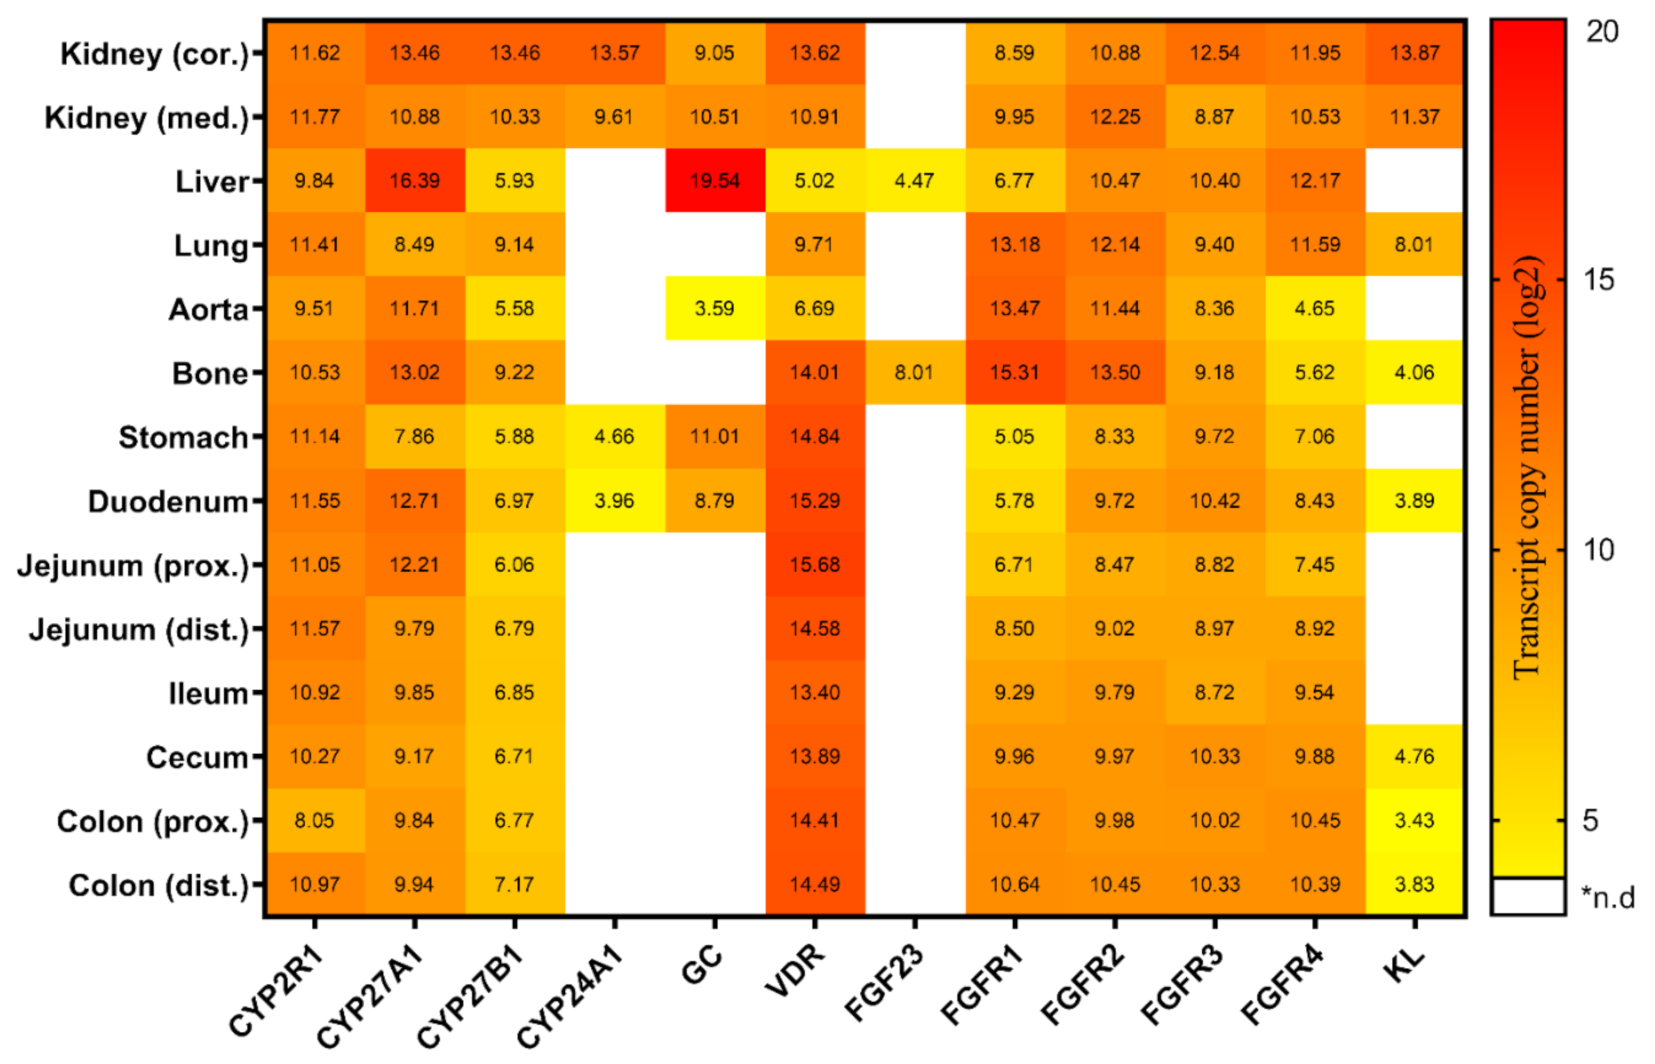 Kidney (cor.) 11.62 13.46 13.46 13.57 9.05 13.62 8.59 10.88 12.54 11.95 13.87
Kidney (med.) 11.77 10.88 10.33 9.61 10.51 10.91 9.95 12.25 8.87 10.53 11.37
Liver 9.84 16.39 5.93 19.54 5.02 4.47 6.77 10.47 10.40 12.17
Lung 11.41 8.49 9.14 9.71 13.18 12.14 9.40 11.59 8.01
Aorta 9.51 11.71 5.58 3.59 6.69 13.47 11.44 8.36 4.65
Bone 10.53 13.02 9.22 14.01 8.01 15.31 13.50 9.18 5.62 4.06
Stomach 11.14 7.86 5.88 4.66 11.01 14.84 5.05 8.33 9.72 7.06
Duodenum 11.55 12.71 6.97 3.96 8.79 15.29 5.78 9.72 10.42 8.43 3.89
Jejunum (prox.) 11.05 12.21 6.06 15.68 6.71 8.47 8.82 7.45
Jejunum (dist.) 11.57 9.79 6.79 14.58 8.50 9.02 8.97 8.92
Ileum 10.92 9.85 6.85 13.40 9.29 9.79 8.72 9.54
Cecum 10.27 9.17 6.71 13.89 9.96 9.97 10.33 9.88 4.76
Colon (prox.) 8.05 9.84 6.77 14.41 10.47 9.98 10.02 10.45 3.43
Colon (dist.) 10.97 9.94 7.17 14.49 10.64 10.45 10.33 10.39 3.83
CYP2R1 CYP27A1 CYP27B1 CYP24A1 GC VDR FGF23 FGFR1 FGFR2 FGFR3 FGFR4 KL
20
15
10
5
*n.d
Transcript copy number (log2)